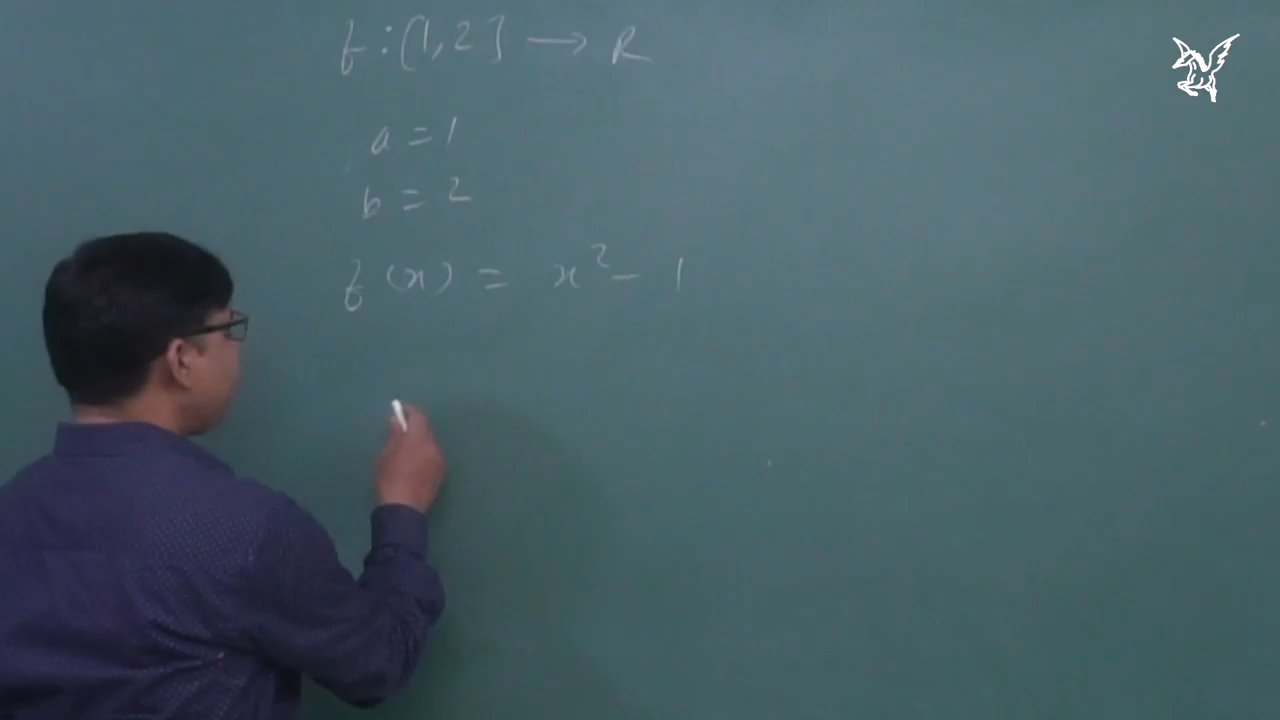 f : [1, 2] → R
a = 1
b = 2
f(x) = x² - 1